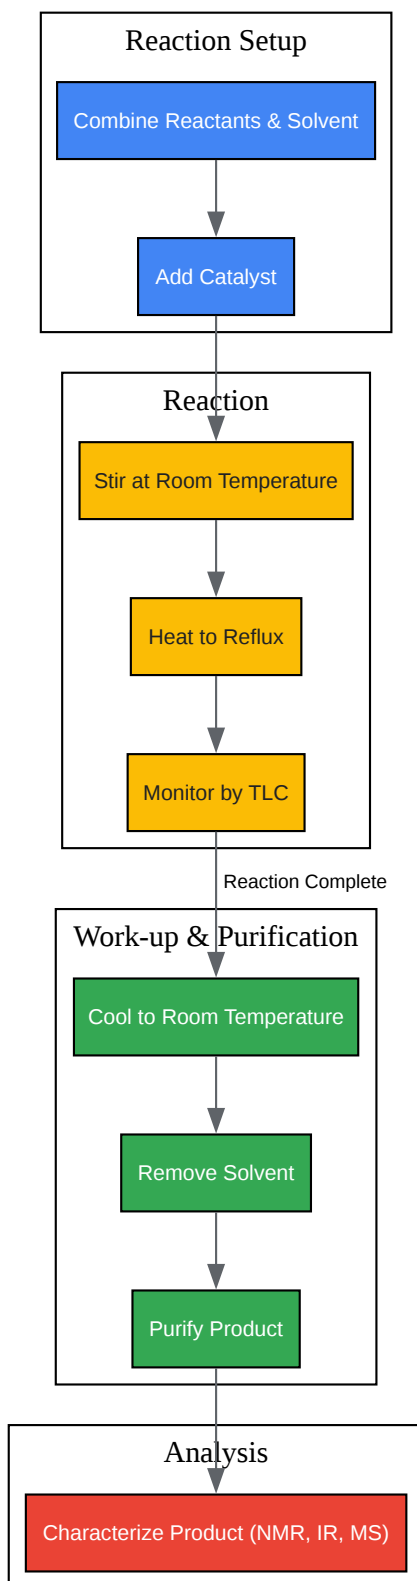 Reaction Setup
Combine Reactants & Solvent
Add Catalyst
Reaction
Stir at Room Temperature
Heat to Reflux
Monitor by TLC
Reaction Complete
Work-up & Purification
Cool to Room Temperature
Remove Solvent
Purify Product
Analysis
Characterize Product (NMR, IR, MS)